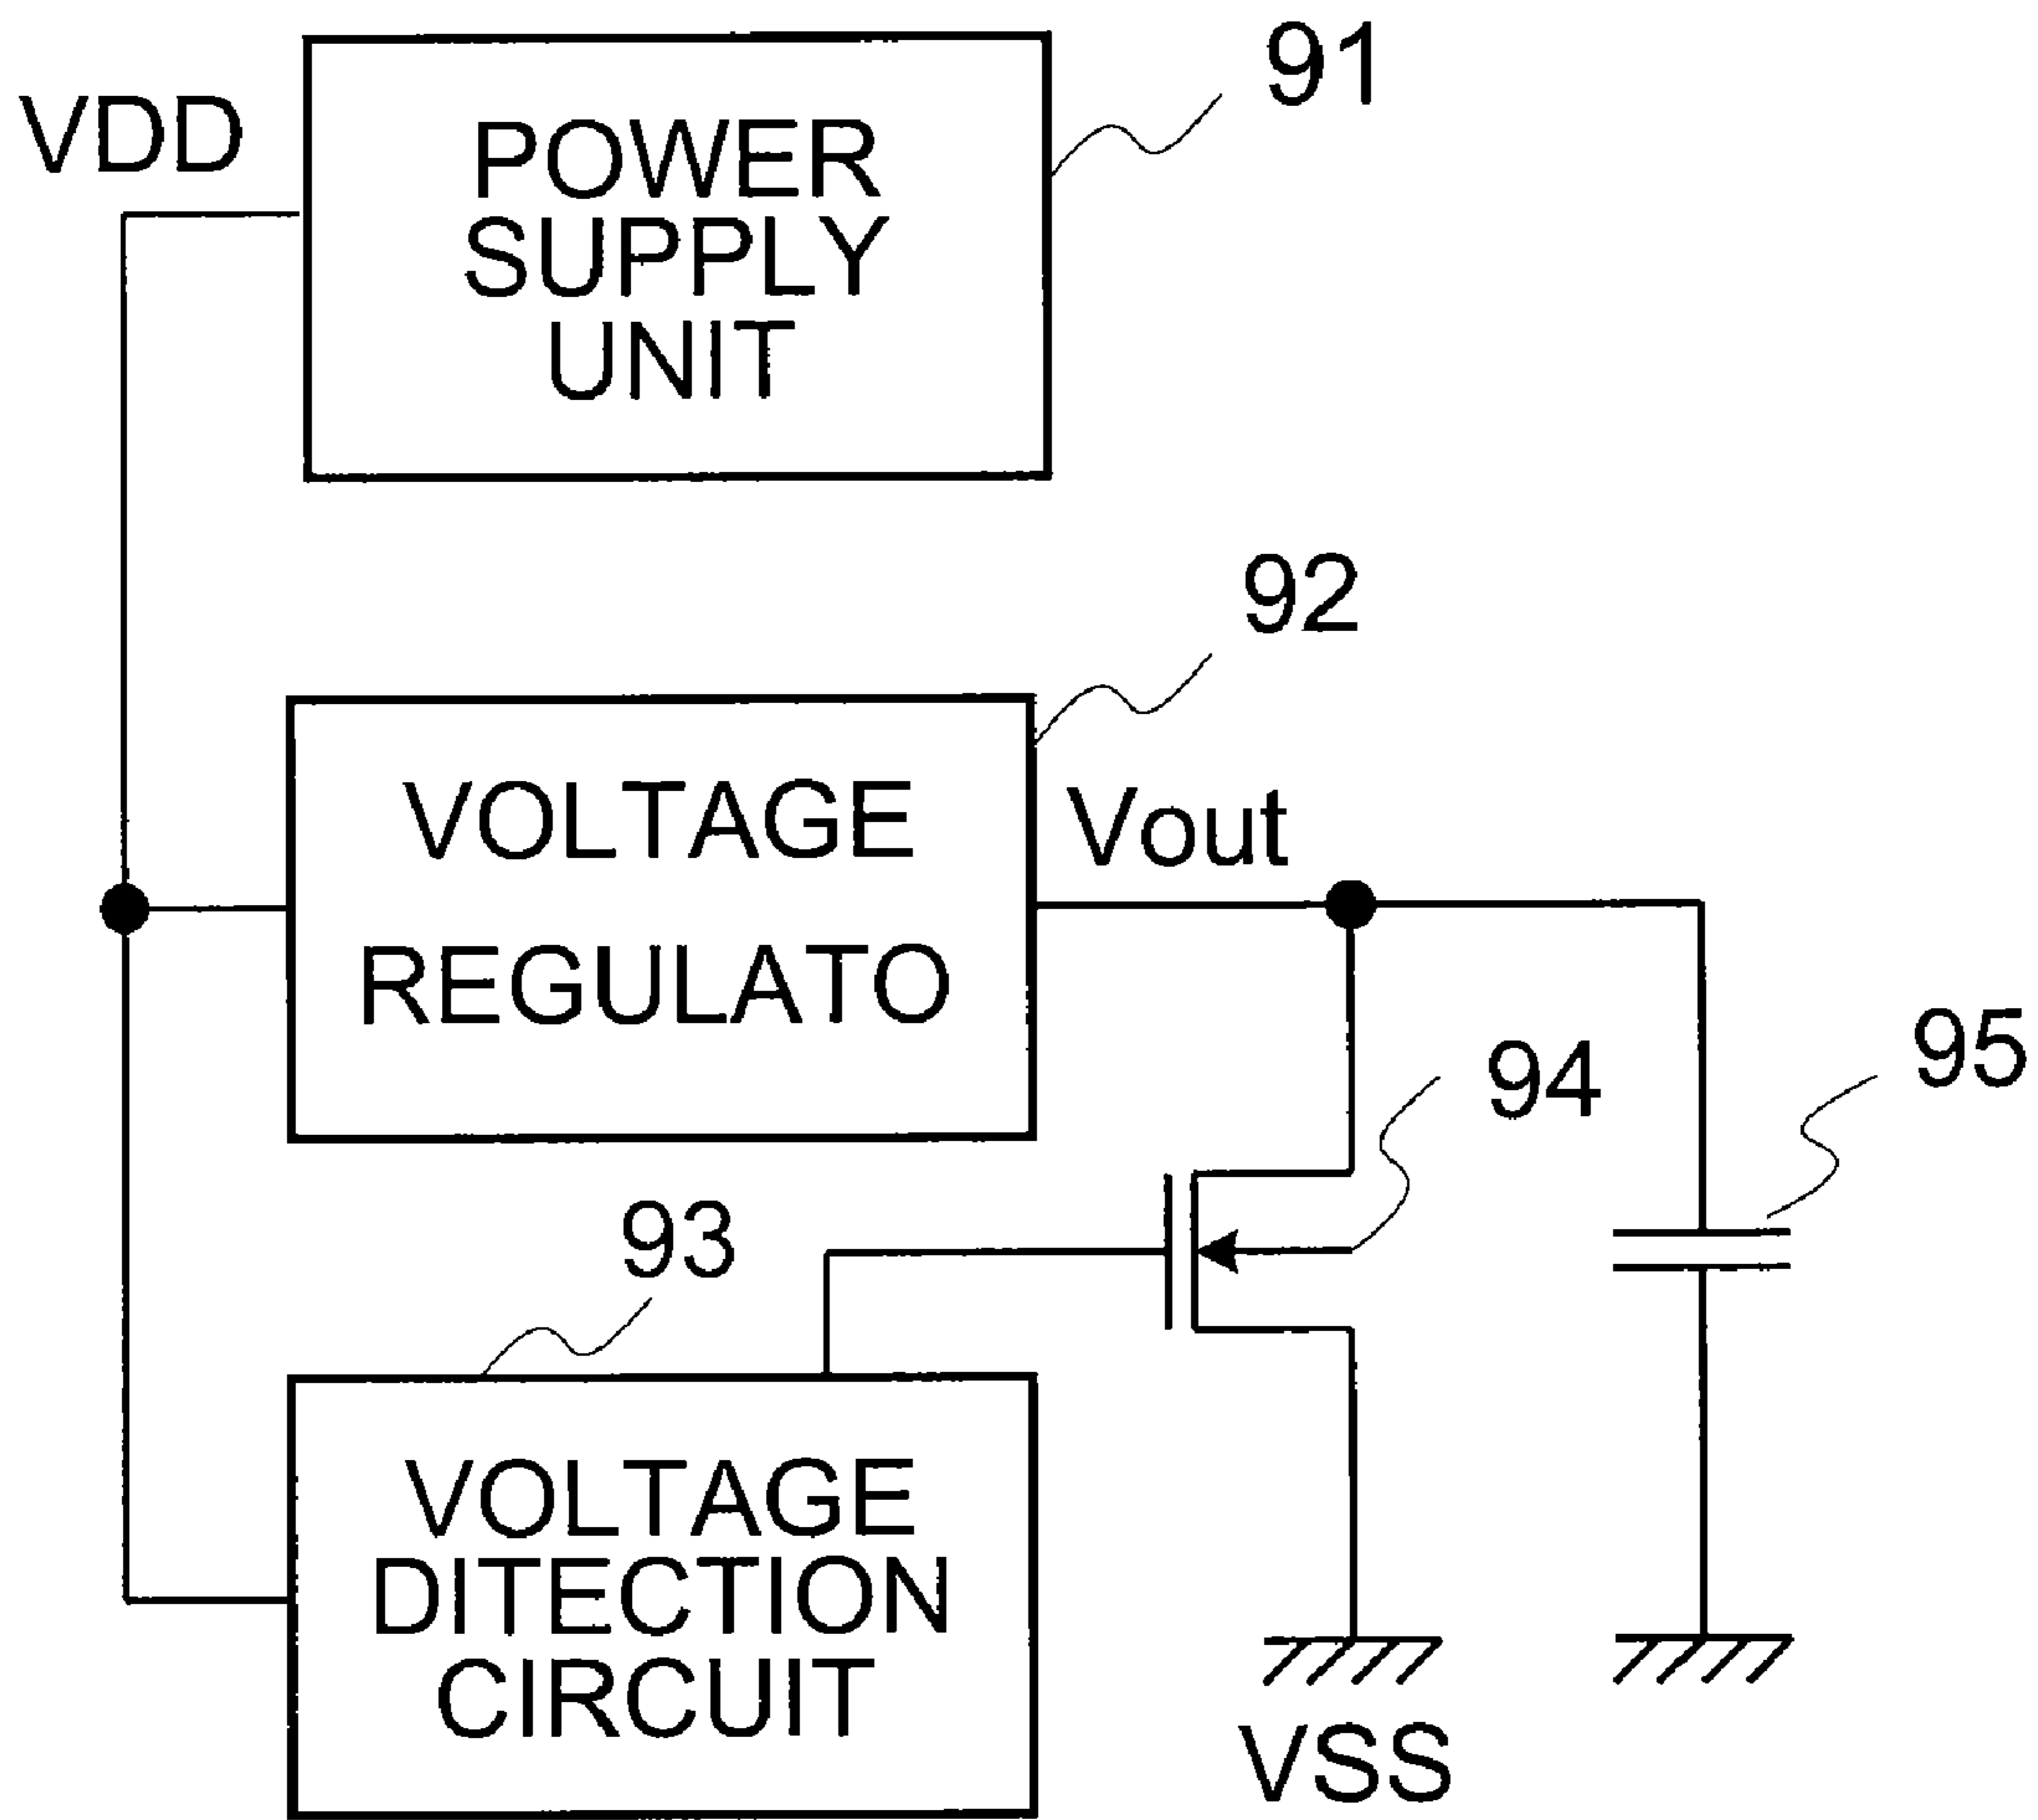 91
VDD
POWER
SUPPLY
UNIT
92
VOLTAGE
REGULATO
Vout
94
95
93
VOLTAGE
DITECTION
CIRCUIT
VSS